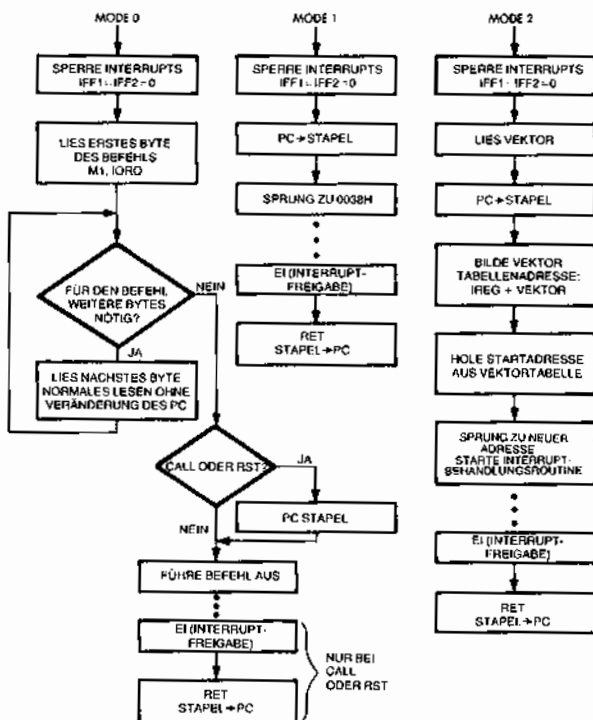 MODE 0
SPERRE INTERRUPTS
IFF1=IFF2=0
LIES ERSTES BYTE
DES BEFEHLS
M1, IORQ
FÜR DEN BEFEHL
WEITERE BYTES
NÖTIG?
NEIN
JA
LIES NÄCHSTES BYTE
NORMALES LESEN OHNE
VERÄNDERUNG DES PC
CALL ODER RST?
JA
NEIN
PC STAPEL
FÜHRE BEFEHL AUS
EI (INTERRUPT-
FREIGABE)
RET
STAPEL→PC
NUR BEI
CALL
ODER RST
MODE 1
SPERRE INTERRUPTS
IFF1=IFF2=0
PC→STAPEL
SPRUNG ZU 0038H
EI (INTERRUPT-
FREIGABE)
RET
STAPEL→PC
MODE 2
SPERRE INTERRUPTS
IFF1=IFF2=0
LIES VEKTOR
PC→STAPEL
BILDE VEKTOR
TABELLENADRESSE:
IREG + VEKTOR
HOLE STARTADRESSE
AUS VEKTORTABELLE
SPRUNG ZU NEUER
ADRESSE
STARTE INTERRUPT-
BEHANDLUNGSROUTINE
EI (INTERRUPT-
FREIGABE)
RET
STAPEL→PC